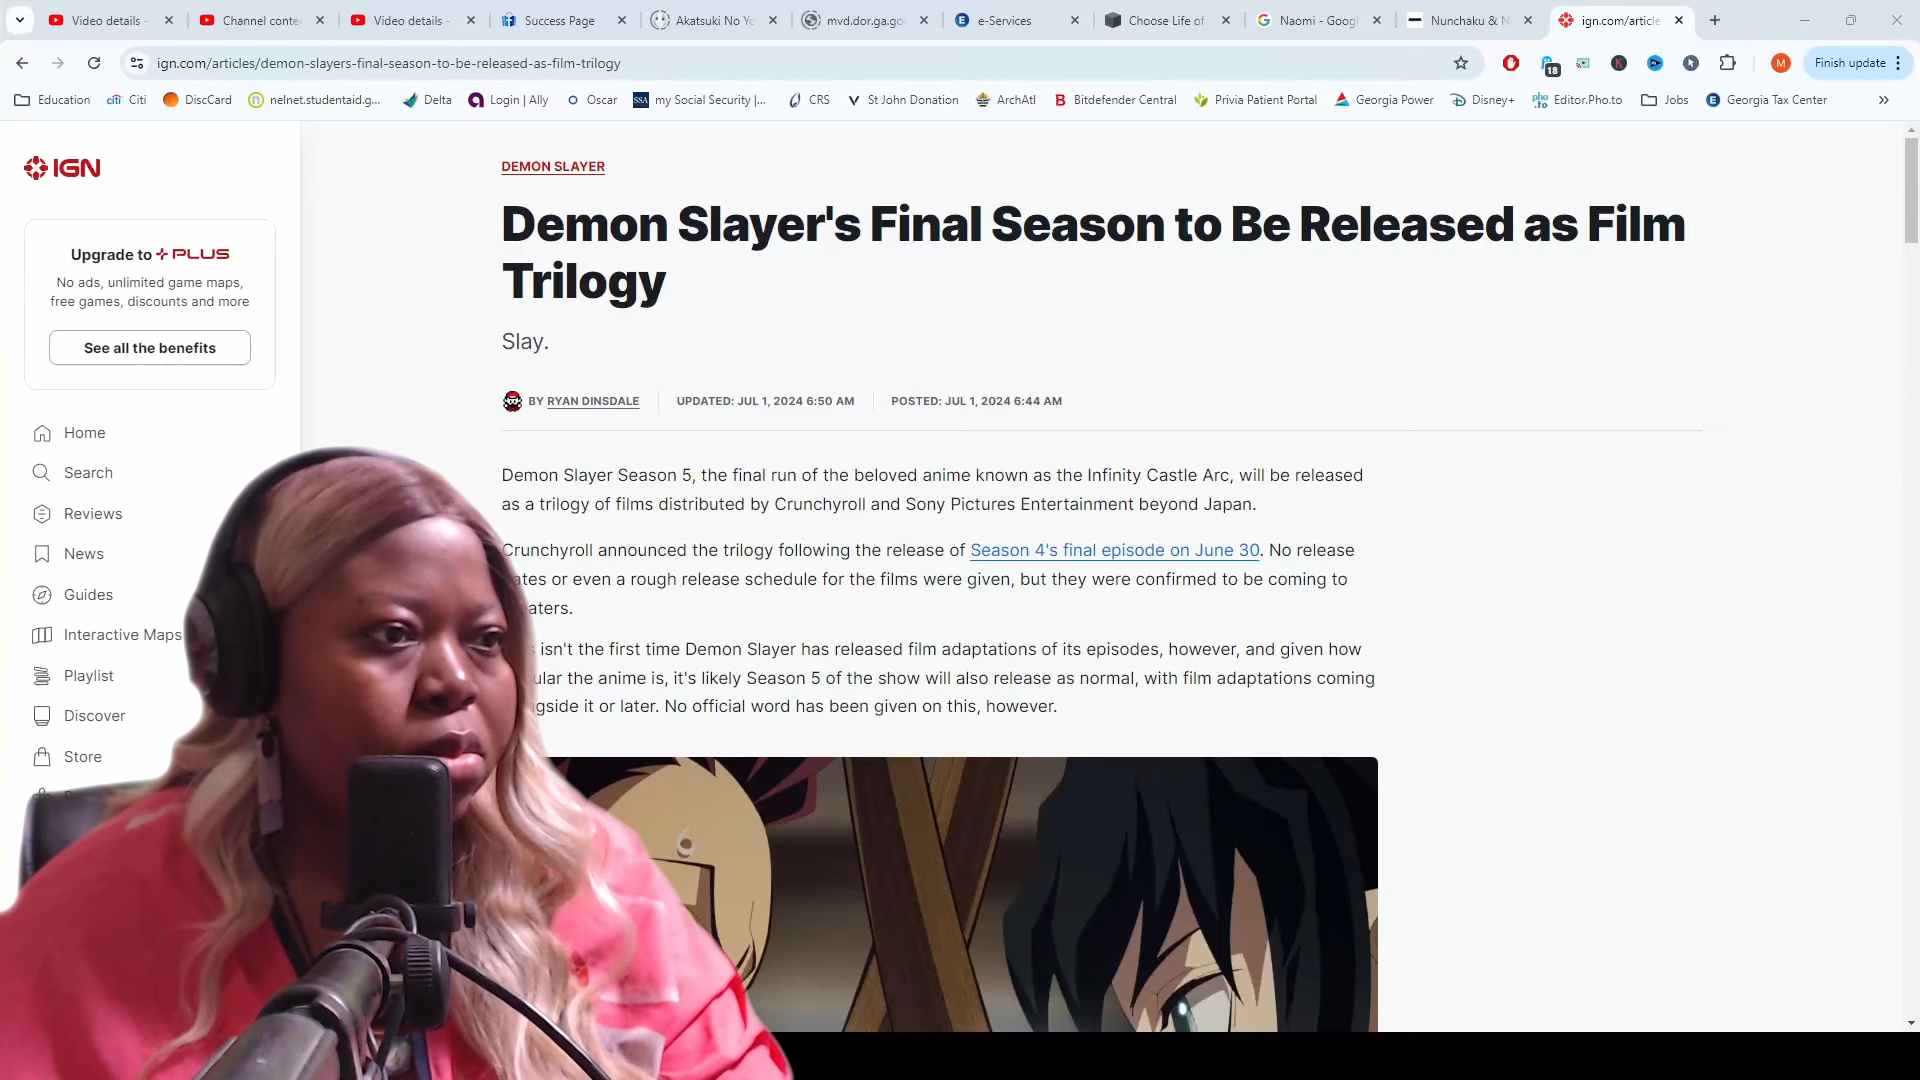 Video details -
Channel conte
Video details -
Success Page
Akatsuki No Yo
mvd.dor.ga.go
e-Services
Choose Life of
Naomi - Googl
Nunchaku & N
ign.com/article
ign.com/articles/demon-slayers-final-season-to-be-released-as-film-trilogy
18
M
Finish update
Education
citi Citi
DiscCard
nelnet.studentaid.g...
Delta
Login | Ally
Oscar
SSA my Social Security |...
CRS
St John Donation
ArchAtl
Bitdefender Central
Privia Patient Portal
Georgia Power
Disney+
pho.to Editor.Pho.to
Jobs
Georgia Tax Center
IGN
Upgrade to PLUS
No ads, unlimited game maps,
free games, discounts and more
See all the benefits
Home
Search
Reviews
News
Guides
Interactive Maps
Playlist
Discover
Store
DEMON SLAYER
Demon Slayer's Final Season to Be Released as Film
Trilogy
Slay.
BY RYAN DINSDALE
UPDATED: JUL 1, 2024 6:50 AM
POSTED: JUL 1, 2024 6:44 AM
Demon Slayer Season 5, the final run of the beloved anime known as the Infinity Castle Arc, will be released
as a trilogy of films distributed by Crunchyroll and Sony Pictures Entertainment beyond Japan.
Crunchyroll announced the trilogy following the release of Season 4's final episode on June 30. No release
ates or even a rough release schedule for the films were given, but they were confirmed to be coming to
eaters.
isn't the first time Demon Slayer has released film adaptations of its episodes, however, and given how
ular the anime is, it's likely Season 5 of the show will also release as normal, with film adaptations coming
gside it or later. No official word has been given on this, however.